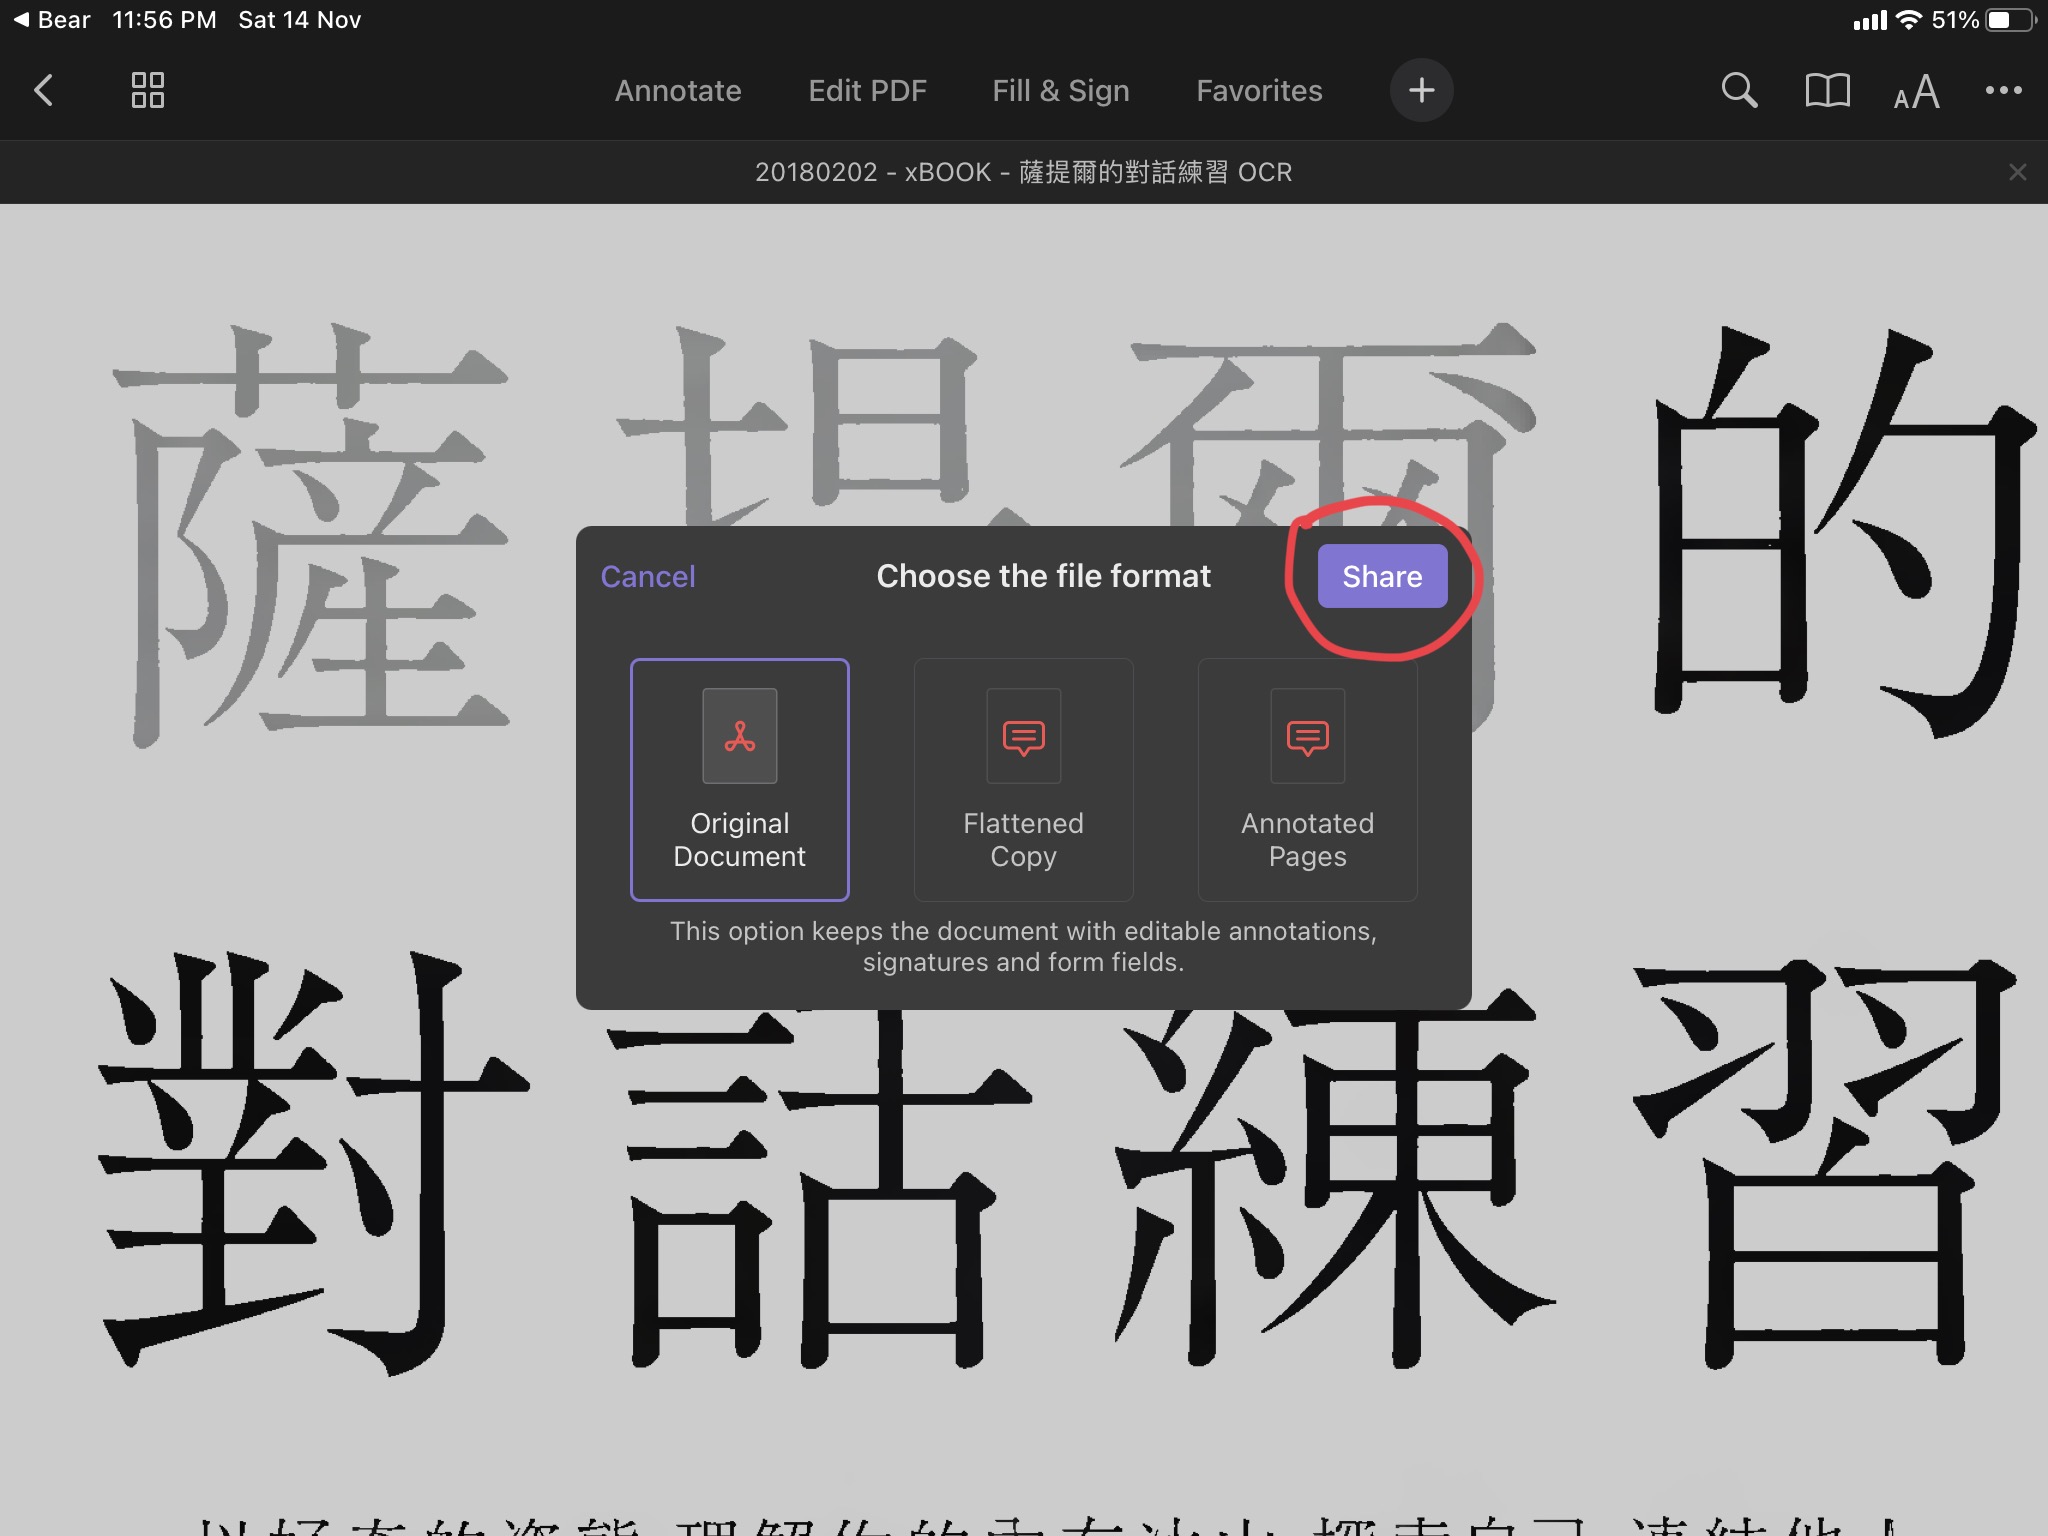 Bear 11:56 PM Sat 14 Nov 51%
Annotate Edit PDF Fill & Sign Favorites AA
20180202 - xBOOK - 薩提爾的對話練習 OCR
薩提爾的
Cancel Choose the file format Share
Original Document
Flattened Copy
Annotated Pages
This option keeps the document with editable annotations,
signatures and form fields.
對話練習